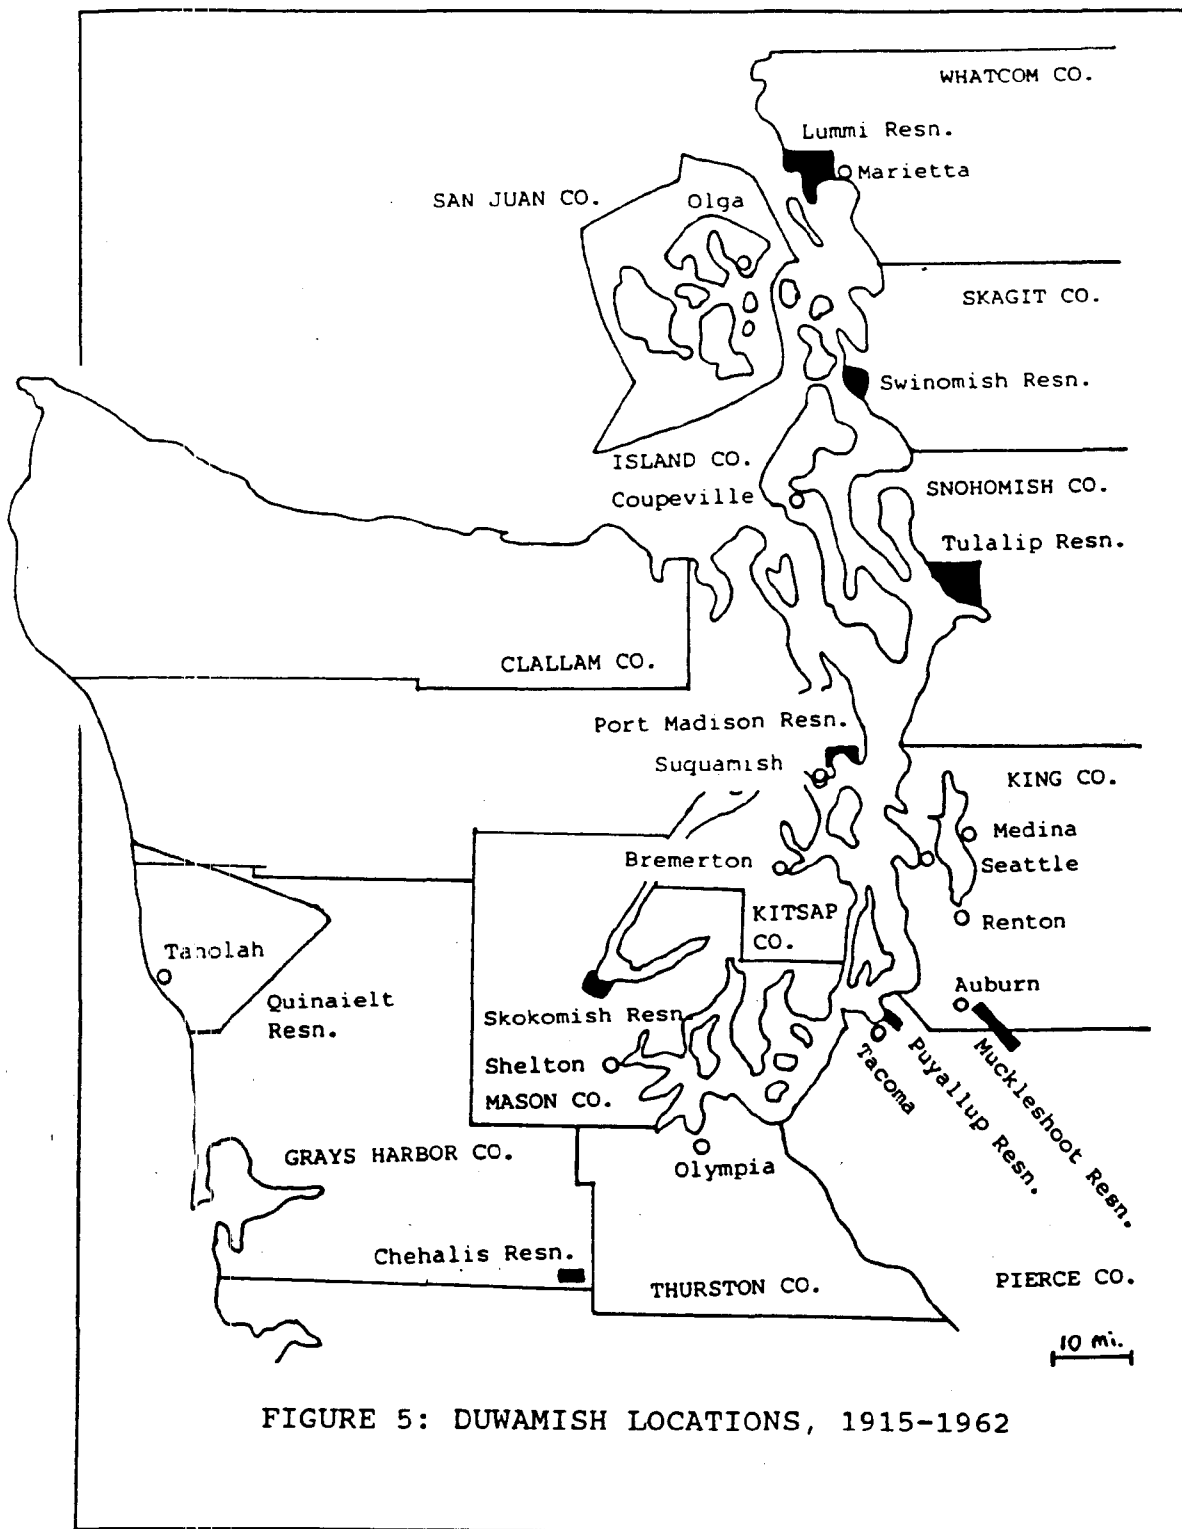 WHATCOM CO.
Lummi Resn.
Marietta
SAN JUAN CO.
Olga
SKAGIT CO.
Swinomish Resn.
ISLAND CO.
Coupeville
SNOHOMISH CO.
Tulalip Resn.
CLALLAM CO.
Port Madison Resn.
Suquamish
KING CO.
Medina
Bremerton
Seattle
KITSAP
CO.
Renton
Tanolah
Auburn
Quinaielt
Resn.
Skokomish Resn.
Shelton
MASON CO.
Tacoma
Puyallup Resn.
Muckleshoot Resn.
GRAYS HARBOR CO.
Olympia
Chehalis Resn.
THURSTON CO.
PIERCE CO.
10 mi.
FIGURE 5: DUWAMISH LOCATIONS, 1915-1962